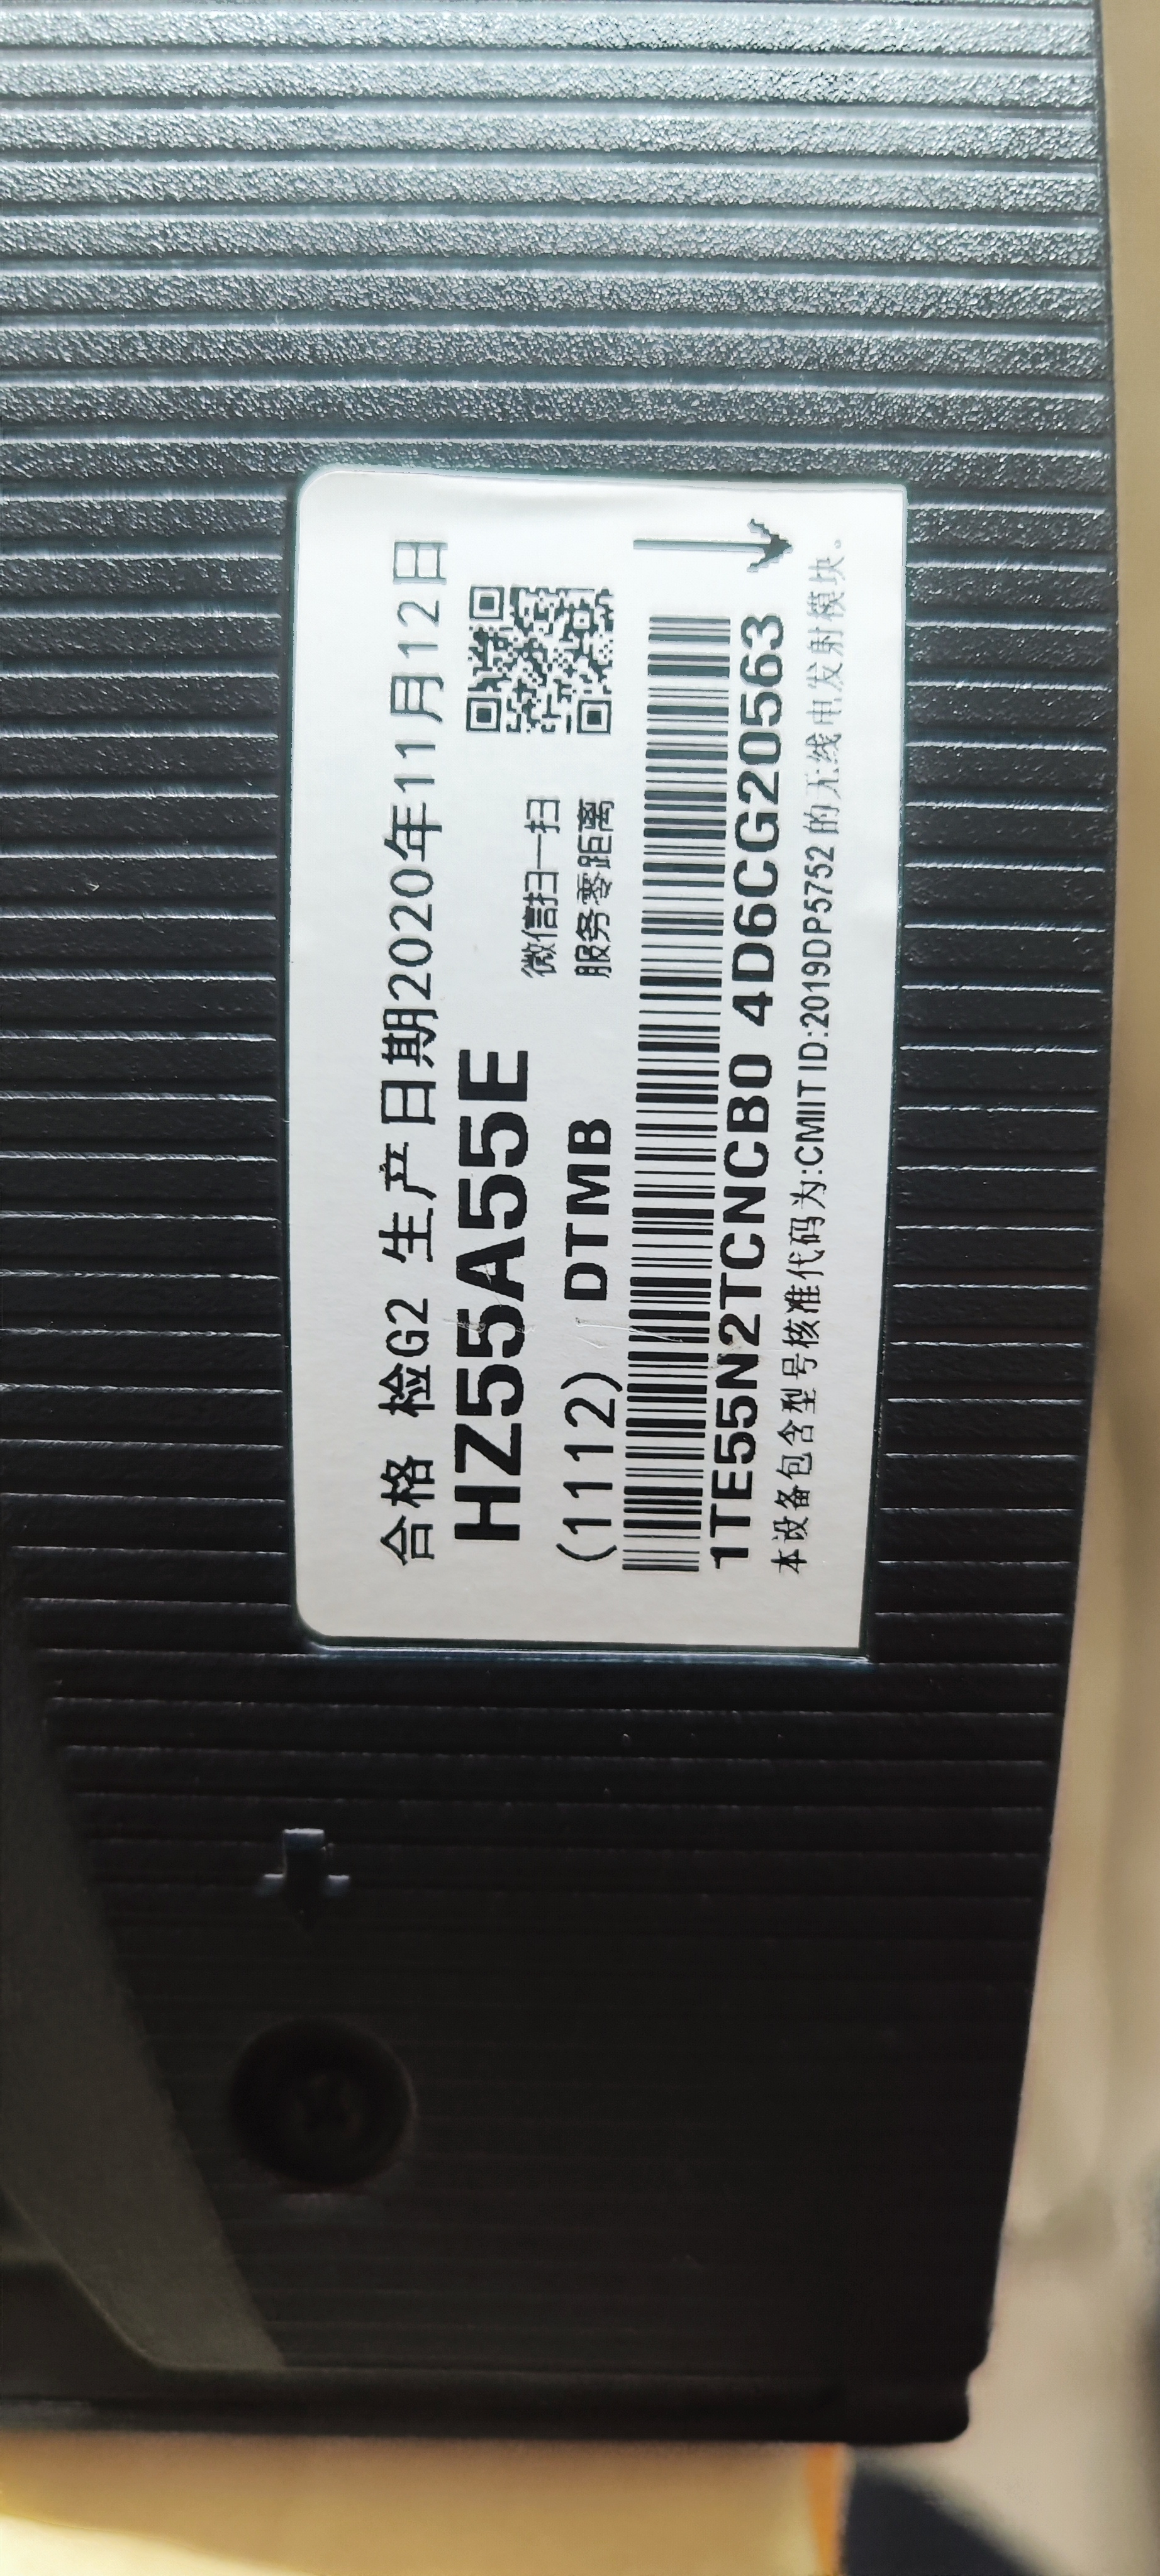 合格 检G2 生产日期2020年11月12日
HZ55A55E
(1112) DTMB
微信扫一扫
服务零距离
1TE55N2TCNCB0 4D6CG20563
本设备包含型号核准代码为:CMIIT ID:2019DP5752 的无线电发射模块。